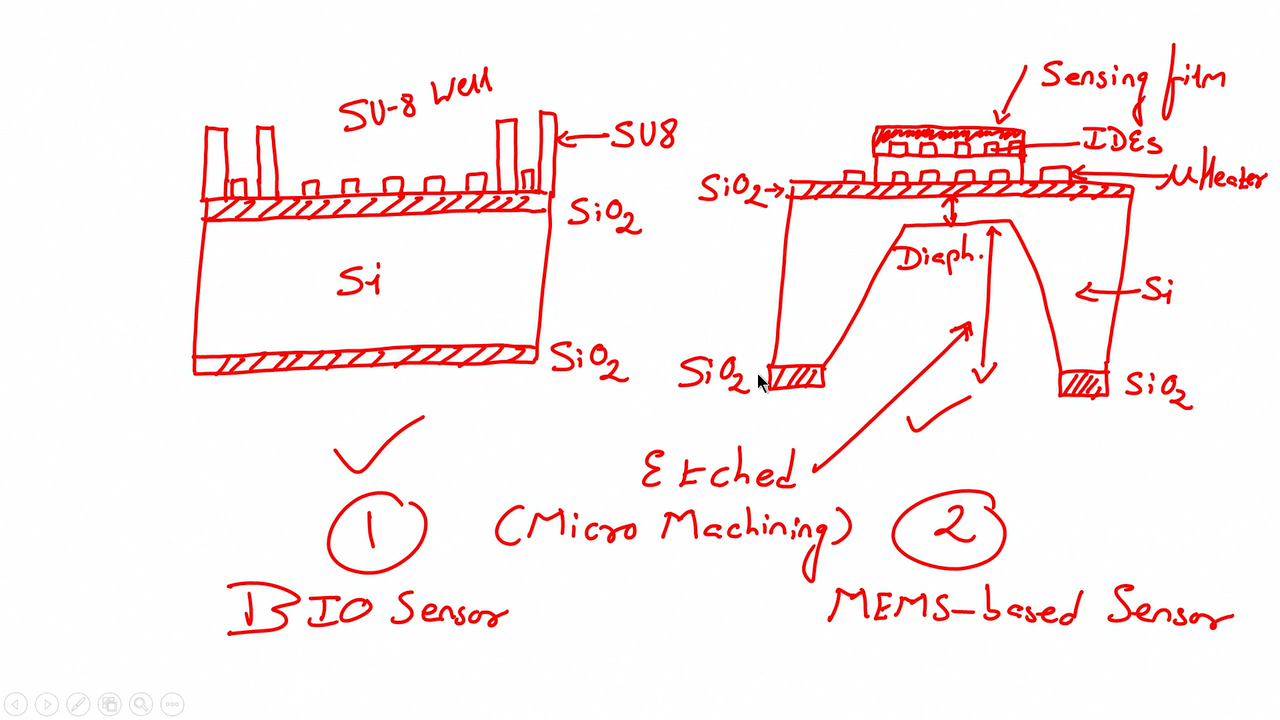 SU-8 Well
SU8
SiO2
Si
SiO2
1
BIO Sensor
Sensing film
IDEs
SiO2
μHeater
Diaph.
Si
SiO2
SiO2
Etched
(Micro Machining)
2
MEMS-based Sensor